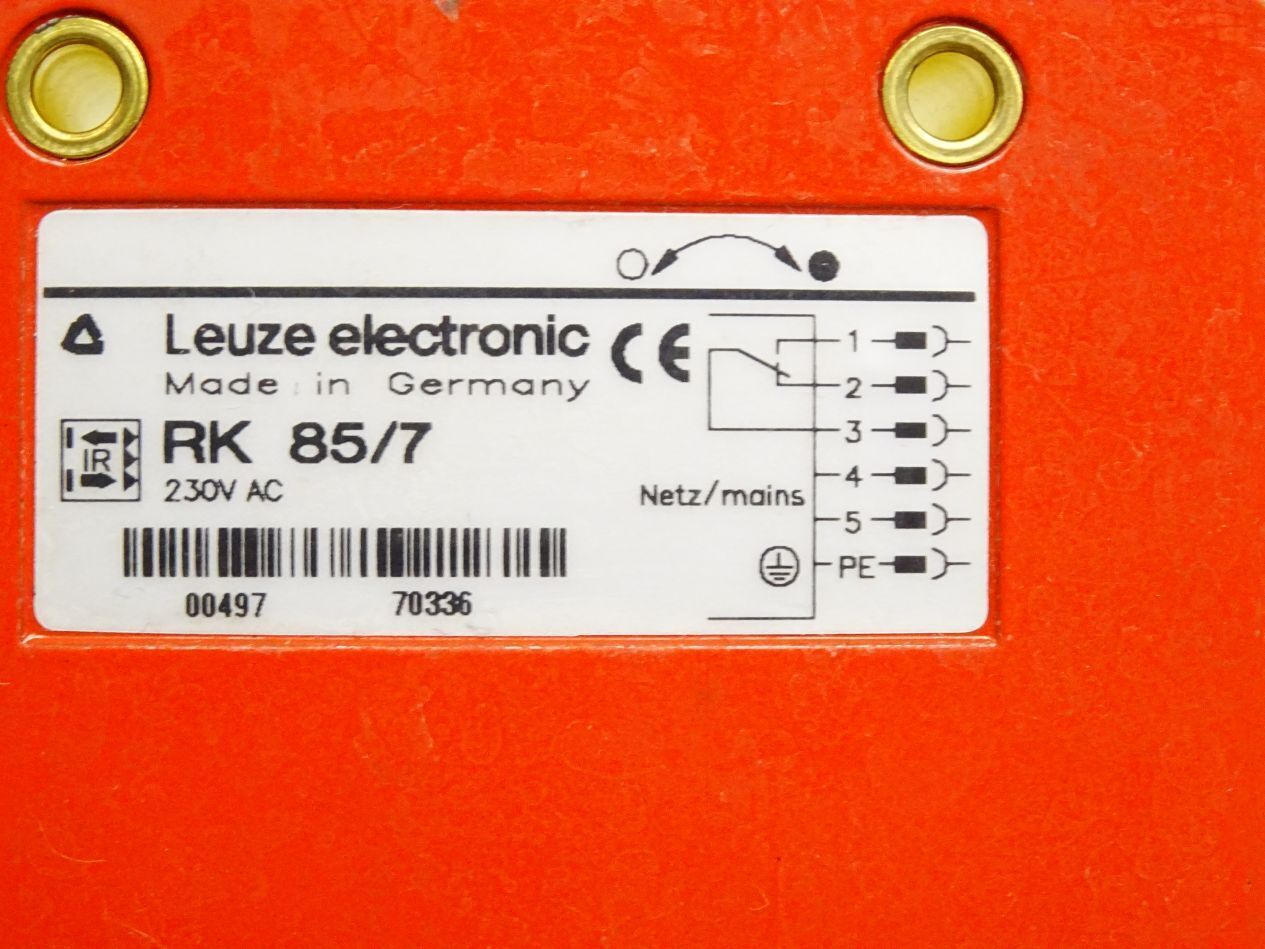 Leuze electronic CE
Made in Germany
IR
RK 85/7
230V AC
00497 70336
1
2
3
4
Netz/mains
5
PE